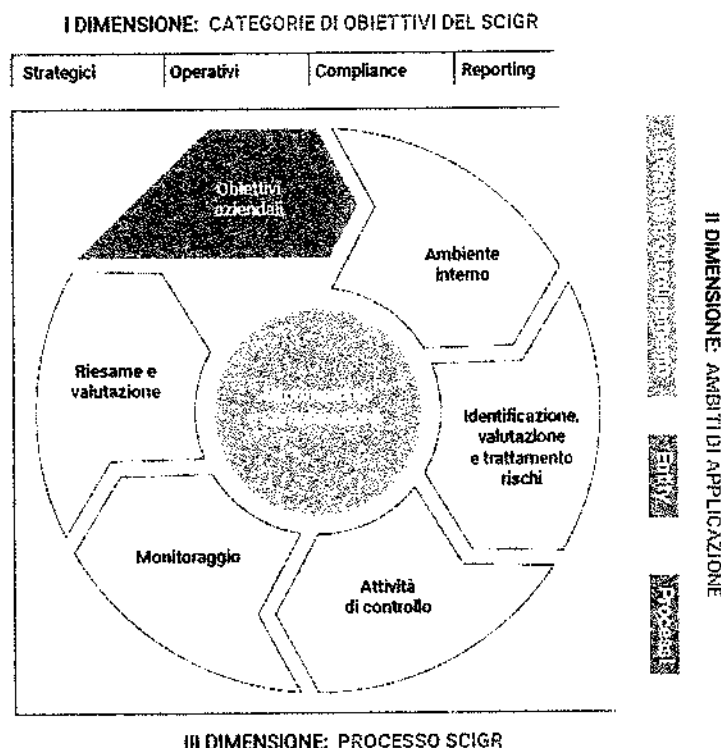 I DIMENSIONE: CATEGORIE DI OBIETTIVI DEL SCIGR
Strategici
Operativi
Compliance
Reporting
Obiettivi
aziendali
Ambiente
interno
Identificazione,
valutazione
e trattamento
rischi
Attività
di controllo
Monitoraggio
Riesame e
valutazione
Entity
Processi
II DIMENSIONE: AMBITI DI APPLICAZIONE
III DIMENSIONE: PROCESSO SCIGR